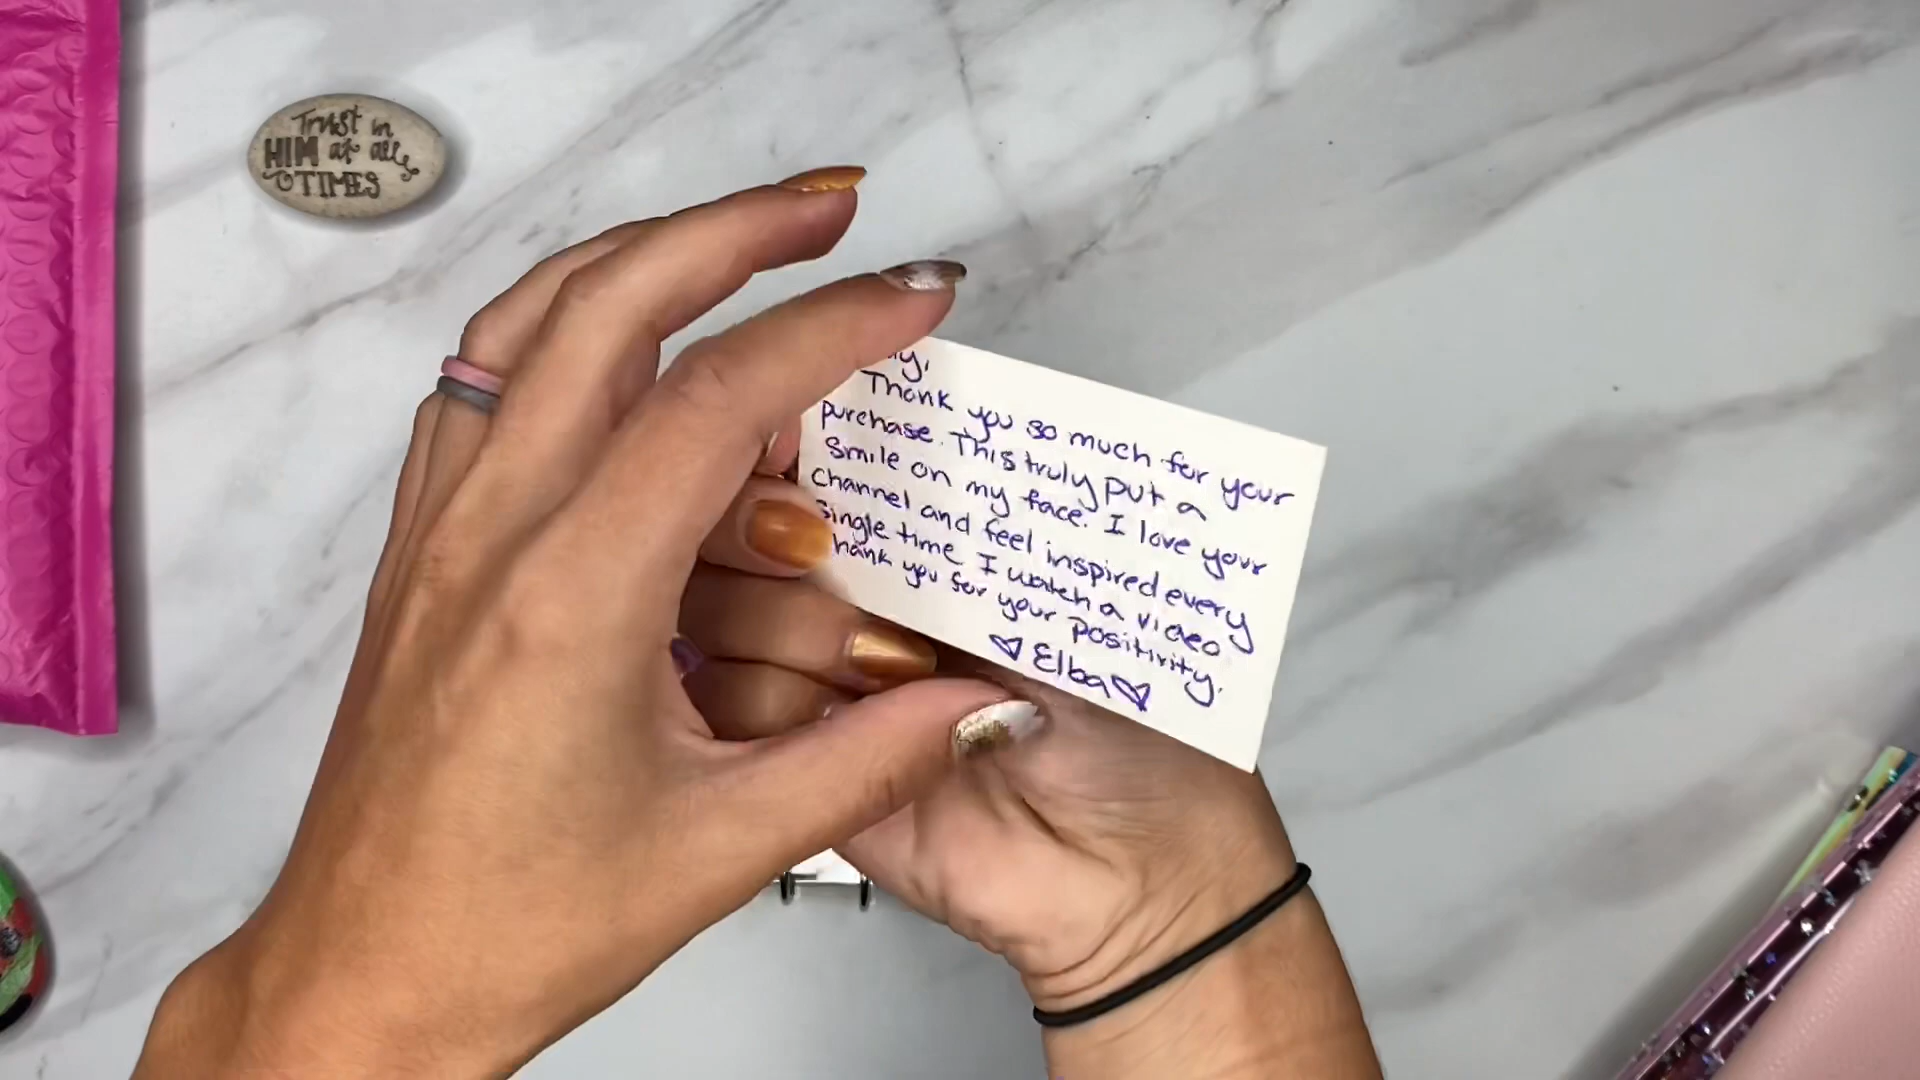 Trust in
HIM at all
TIMES
Thank you so much for your
purchase. This truly put a
Smile on my face. I love your
Channel and feel inspired every
Single time I watch a video
hank you for your positivity.
Elba